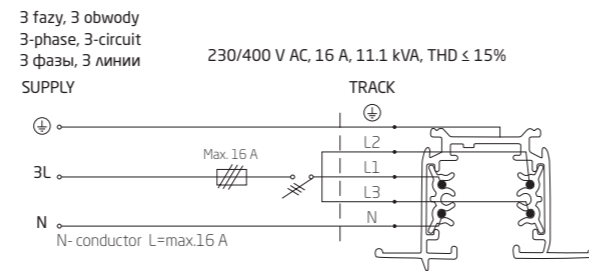 3 fazy, 3 obwody
3-phase, 3-circuit
3 фазы, 3 линии
230/400 V AC, 16 A, 11.1 kVA, THD ≤ 15%
SUPPLY
TRACK
L2
Max. 16 A
3L
L1
L3
N
N
N- conductor L=max.16 A